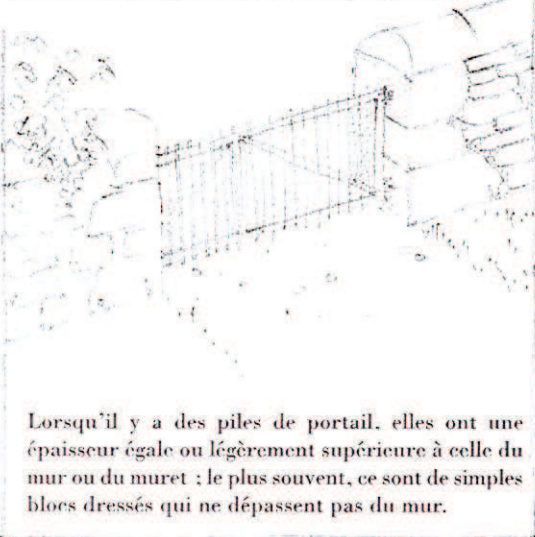 Lorsqu'il y a des piles de portail, elles ont une
épaisseur égale ou légèrement supérieure à celle du
mur ou du muret ; le plus souvent, ce sont de simples
blocs dressés qui ne dépassent pas du mur.